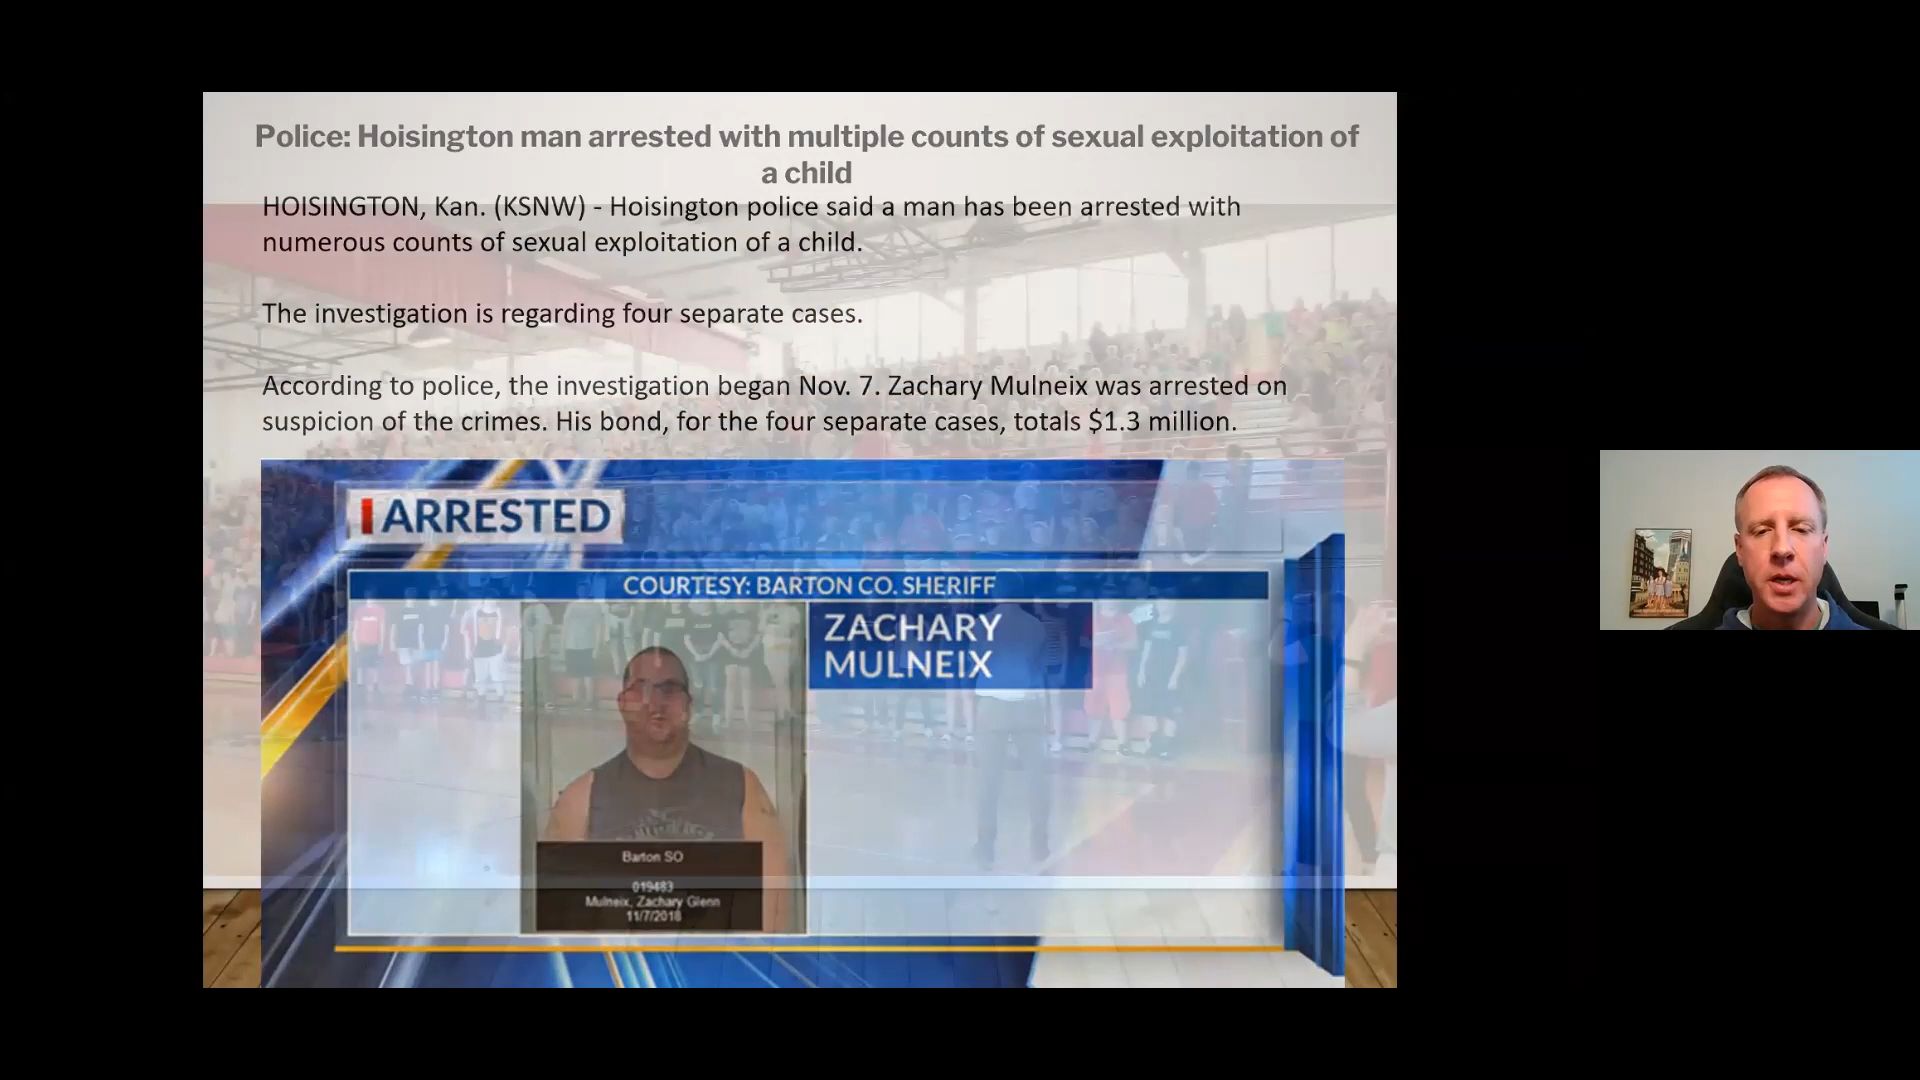 Police: Hoisington man arrested with multiple counts of sexual exploitation of
a child
HOISINGTON, Kan. (KSNW) - Hoisington police said a man has been arrested with
numerous counts of sexual exploitation of a child.
The investigation is regarding four separate cases.
According to police, the investigation began Nov. 7. Zachary Mulneix was arrested on
suspicion of the crimes. His bond, for the four separate cases, totals $1.3 million.
ARRESTED
COURTESY: BARTON CO. SHERIFF
ZACHARY
MULNEIX
Barton SO
019483
Mulneix, Zachary Glenn
11/7/2018